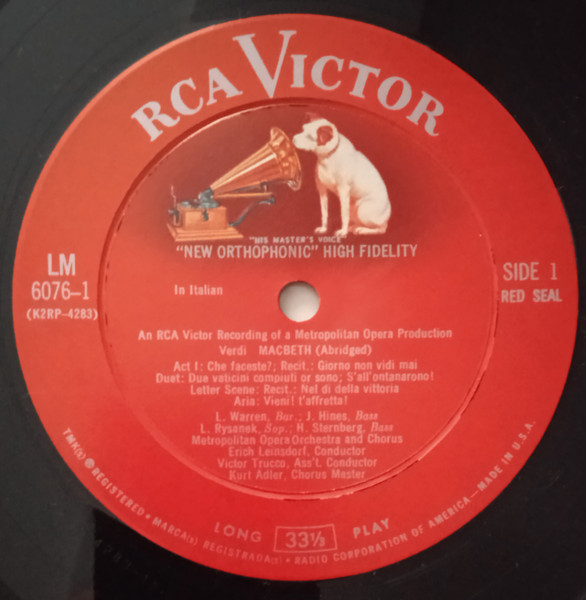 RCA VICTOR
"HIS MASTER'S VOICE"
"NEW ORTHOPHONIC" HIGH FIDELITY
LM
6076-1
(K2RP-4283)
SIDE 1
RED SEAL
In Italian
An RCA Victor Recording of a Metropolitan Opera Production
Verdi MACBETH (Abridged)
Act I: Che faceste?; Recit.: Giorno non vidi mai
Duet: Due vaticini compiuti or sono; S'all'ontanarono!
Letter Scene: Recit.: Nel di della vittoria
Aria: Vieni! t'affretta!
L. Warren, Bar.; J. Hines, Bass
L. Rysanek, Sop.; H. Sternberg, Bass
Metropolitan Opera Orchestra and Chorus
Erich Leinsdorf, Conductor
Victor Trucco, Ass't. Conductor
Kurt Adler, Chorus Master
LONG 33⅓ PLAY
TMK(s) ® REGISTERED • MARCA(s) REGISTRADA(s) • RADIO CORPORATION OF AMERICA—MADE IN U.S.A.